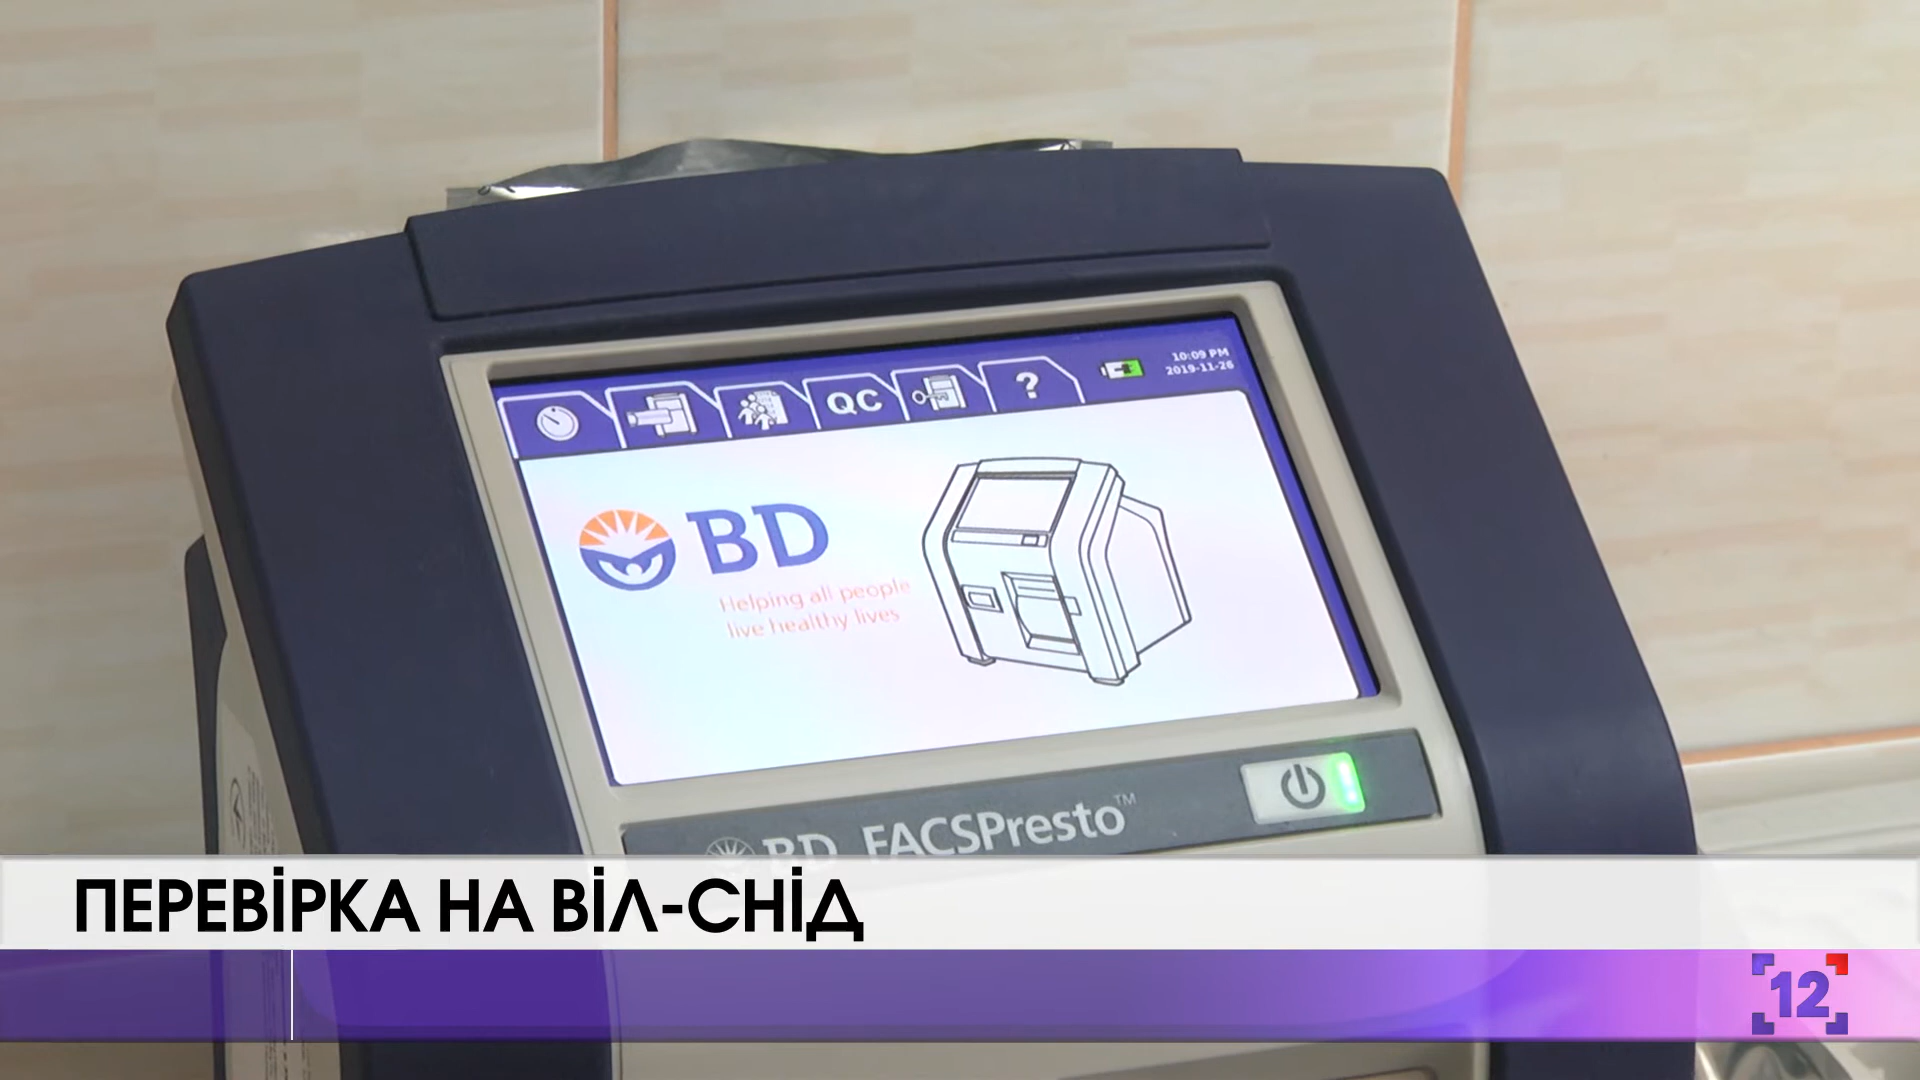 QC
?
10:09 PM
2019-11-26
BD
Helping all people
live healthy lives
BD FACSPresto™
ПЕРЕВІРКА НА ВІЛ-СНІД
12